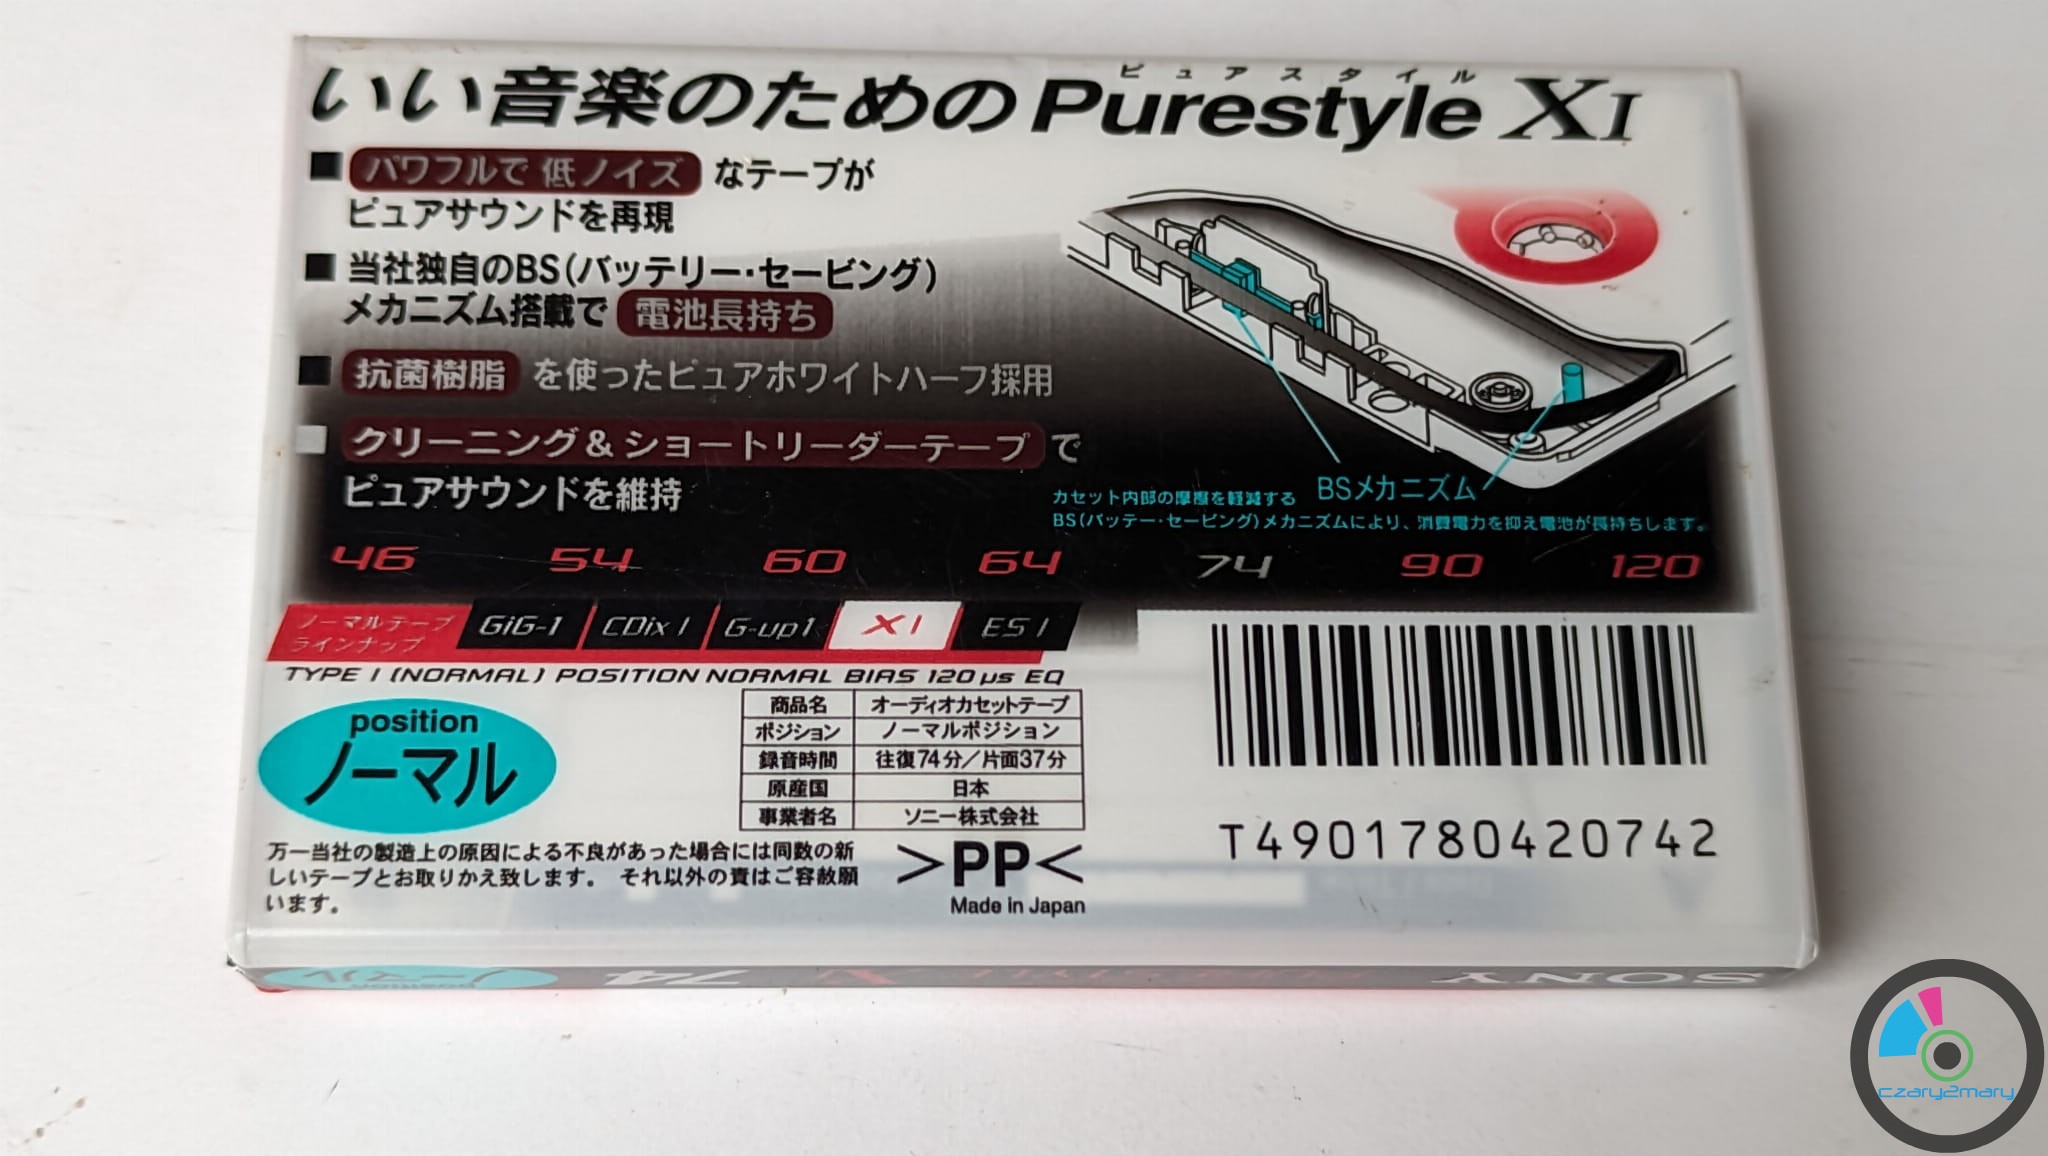 ピュアスタイル
いい音楽のための Purestyle XI
■ パワフルで 低ノイズ なテープが
ピュアサウンドを再現
■ 当社独自のBS(バッテリー・セービング)
メカニズム搭載で 電池長持ち
■ 抗菌樹脂 を使ったピュアホワイトハーフ採用
■ クリーニング&ショートリーダーテープ で
ピュアサウンドを維持
BSメカニズム
カセット内部の摩擦を軽減する
BS(バッテー・セービング)メカニズムにより、消費電力を抑え電池が長持ちします。
46 54 60 64 74 90 120
ノーマルテープ
ラインナップ
GiG-1 CDix I G-up1 XI ES I
TYPE I (NORMAL) POSITION NORMAL BIAS 120 μs EQ
position
ノーマル
商品名 オーディオカセットテープ
ポジション ノーマルポジション
録音時間 往復74分/片面37分
原産国 日本
事業者名 ソニー株式会社
万一当社の製造上の原因による不良があった場合には同数の新
しいテープとお取りかえ致します。 それ以外の責はご容赦願
います。
>PP<
Made in Japan
T4901780420742
position
ノーマル
74
SONY
czary2mary